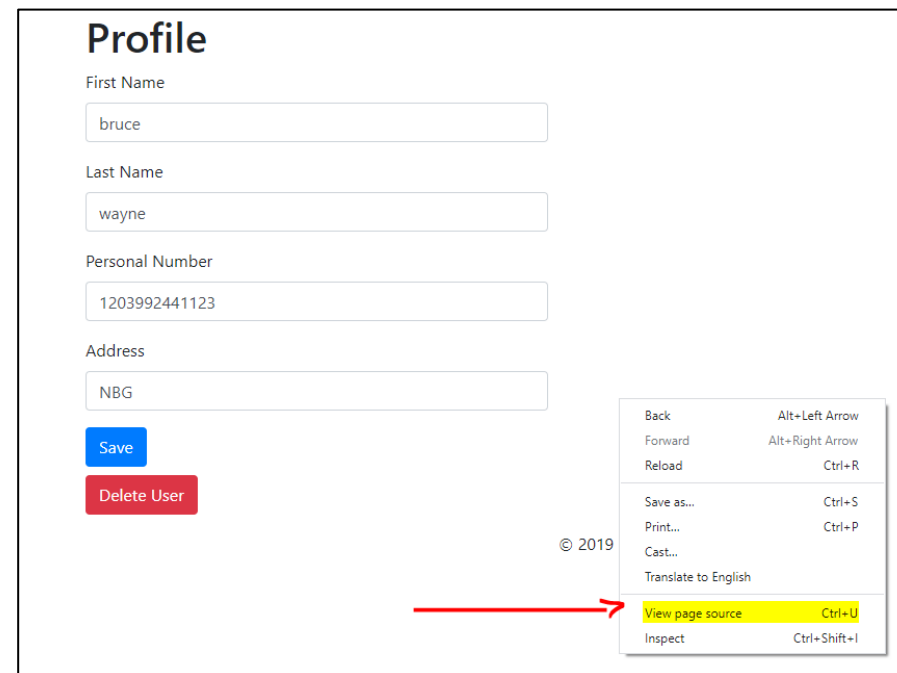 Profile
First Name
bruce
Last Name
wayne
Personal Number
1203992441123
Address
NBG
Save
Delete User
© 2019
Back Alt+Left Arrow
Forward Alt+Right Arrow
Reload Ctrl+R
Save as... Ctrl+S
Print... Ctrl+P
Cast...
Translate to English
View page source Ctrl+U
Inspect Ctrl+Shift+I